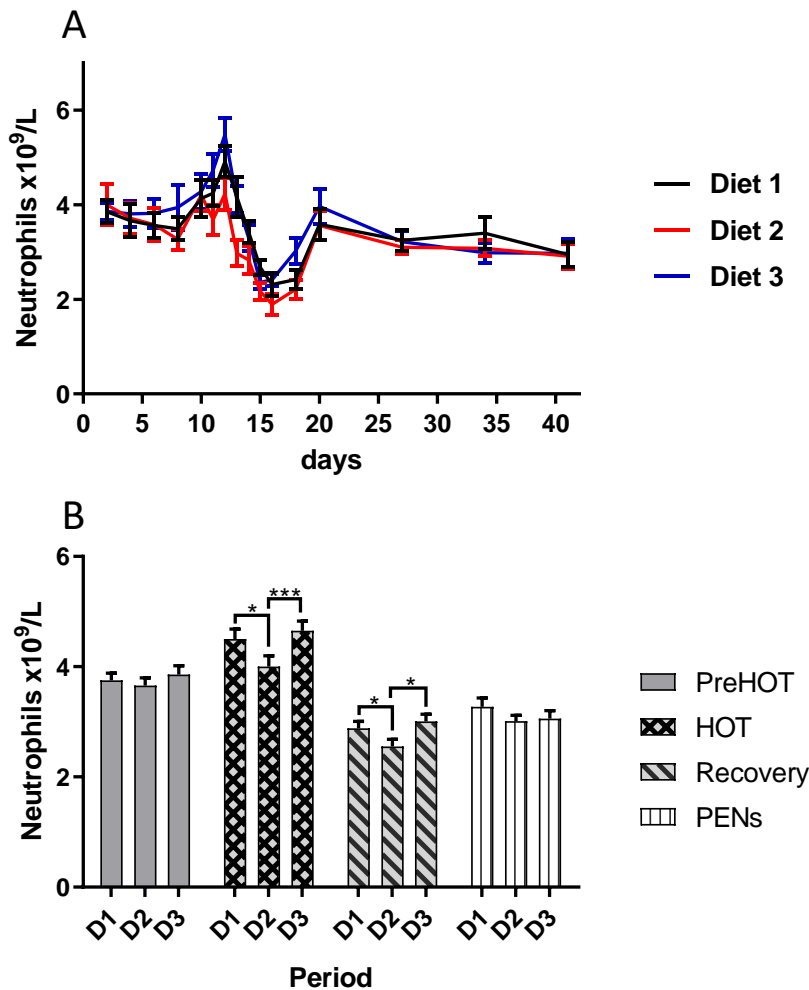 A
Neutrophils x10⁹/L
6
4
2
0
0 5 10 15 20 25 30 35 40
days
Diet 1
Diet 2
Diet 3
B
Neutrophils x10⁹/L
6
4
2
0
* *** * *
D1 D2 D3 D1 D2 D3 D1 D2 D3 D1 D2 D3
Period
PreHOT
HOT
Recovery
PENs